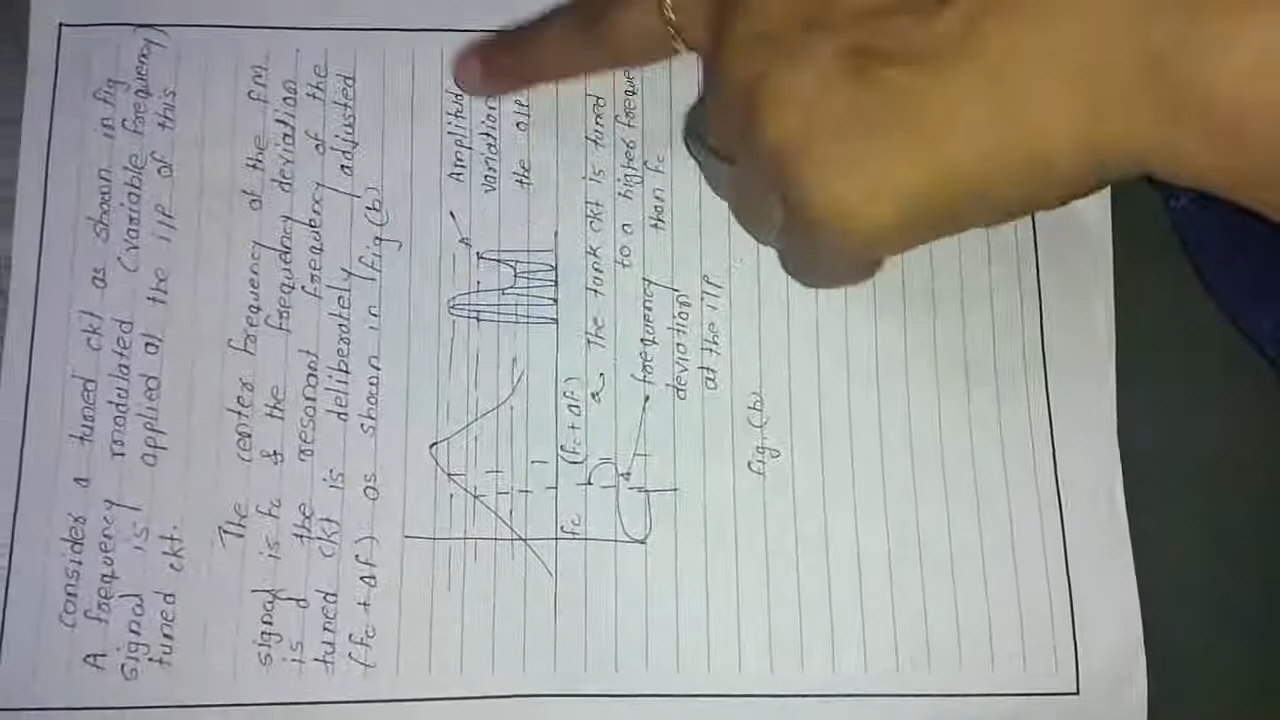 consider a tuned ckt as shown in fig
A frequency modulated (variable frequency)
signal is applied at the i/p of this
tuned ckt.
The center frequency of the FM
signal is fc & the frequency deviation
is the resonant frequency of the
tuned ckt is deliberately adjusted
(fc + Δf) as shown in fig (b)
Amplitud
variation
the o/p
fc
(fc + Δf)
The tank ckt is tuned
to a higher freque
than fc
frequency
deviation
at the i/p
fig. (b)